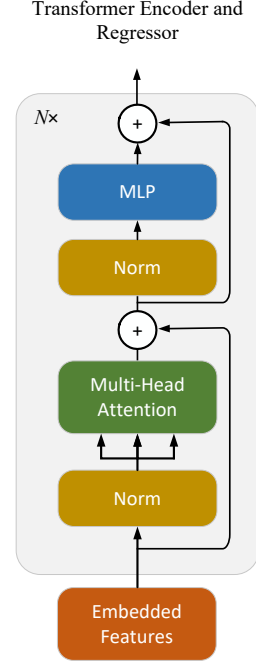 Transformer Encoder and
Regressor
N×
+
MLP
Norm
+
Multi-Head
Attention
Norm
Embedded
Features